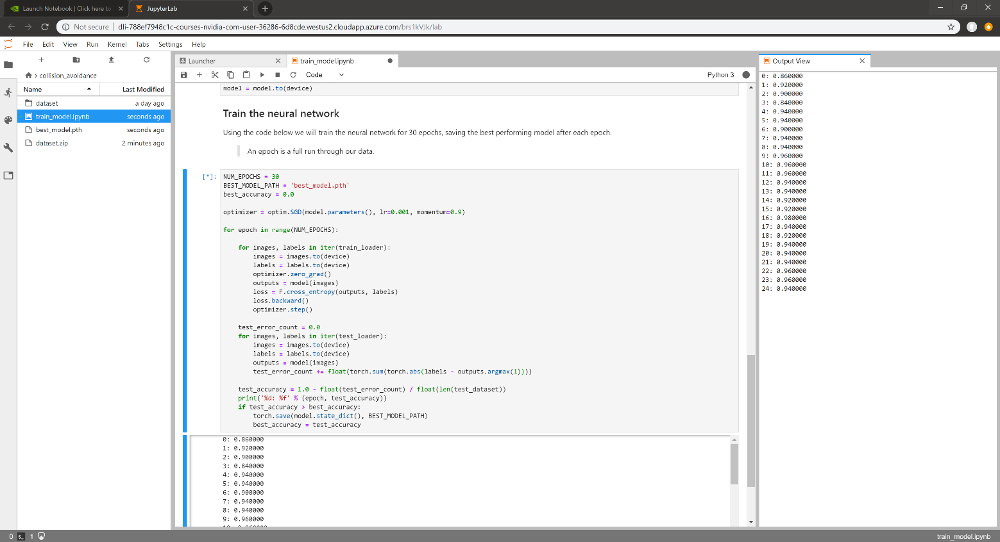 Launch Notebook | Click here to
JupyterLab
Not secure
dli-788ef7948c1c-courses-nvidia-com-user-36286-6d8cde.westus2.cloudapp.azure.com/brs1kVJk/lab
File Edit View Run Kernel Tabs Settings Help
> collision_avoidance
Name Last Modified
dataset a day ago
train_model.ipynb seconds ago
best_model.pth seconds ago
dataset.zip 2 minutes ago
Launcher
train_model.ipynb
Code
Python 3
model = model.to(device)
Train the neural network
Using the code below we will train the neural network for 30 epochs, saving the best performing model after each epoch.
An epoch is a full run through our data.
[*]:
NUM_EPOCHS = 30
BEST_MODEL_PATH = 'best_model.pth'
best_accuracy = 0.0
optimizer = optim.SGD(model.parameters(), lr=0.001, momentum=0.9)
for epoch in range(NUM_EPOCHS):
for images, labels in iter(train_loader):
images = images.to(device)
labels = labels.to(device)
optimizer.zero_grad()
outputs = model(images)
loss = F.cross_entropy(outputs, labels)
loss.backward()
optimizer.step()
test_error_count = 0.0
for images, labels in iter(test_loader):
images = images.to(device)
labels = labels.to(device)
outputs = model(images)
test_error_count += float(torch.sum(torch.abs(labels - outputs.argmax(1))))
test_accuracy = 1.0 - float(test_error_count) / float(len(test_dataset))
print('%d: %f' % (epoch, test_accuracy))
if test_accuracy > best_accuracy:
torch.save(model.state_dict(), BEST_MODEL_PATH)
best_accuracy = test_accuracy
0: 0.860000
1: 0.920000
2: 0.900000
3: 0.840000
4: 0.940000
5: 0.940000
6: 0.900000
7: 0.940000
8: 0.940000
9: 0.960000
Output View
0: 0.860000
1: 0.920000
2: 0.900000
3: 0.840000
4: 0.940000
5: 0.940000
6: 0.900000
7: 0.940000
8: 0.940000
9: 0.960000
10: 0.960000
11: 0.960000
12: 0.940000
13: 0.940000
14: 0.920000
15: 0.920000
16: 0.980000
17: 0.940000
18: 0.920000
19: 0.940000
20: 0.940000
21: 0.940000
22: 0.960000
23: 0.960000
24: 0.940000
0 $_ 1
train_model.ipynb